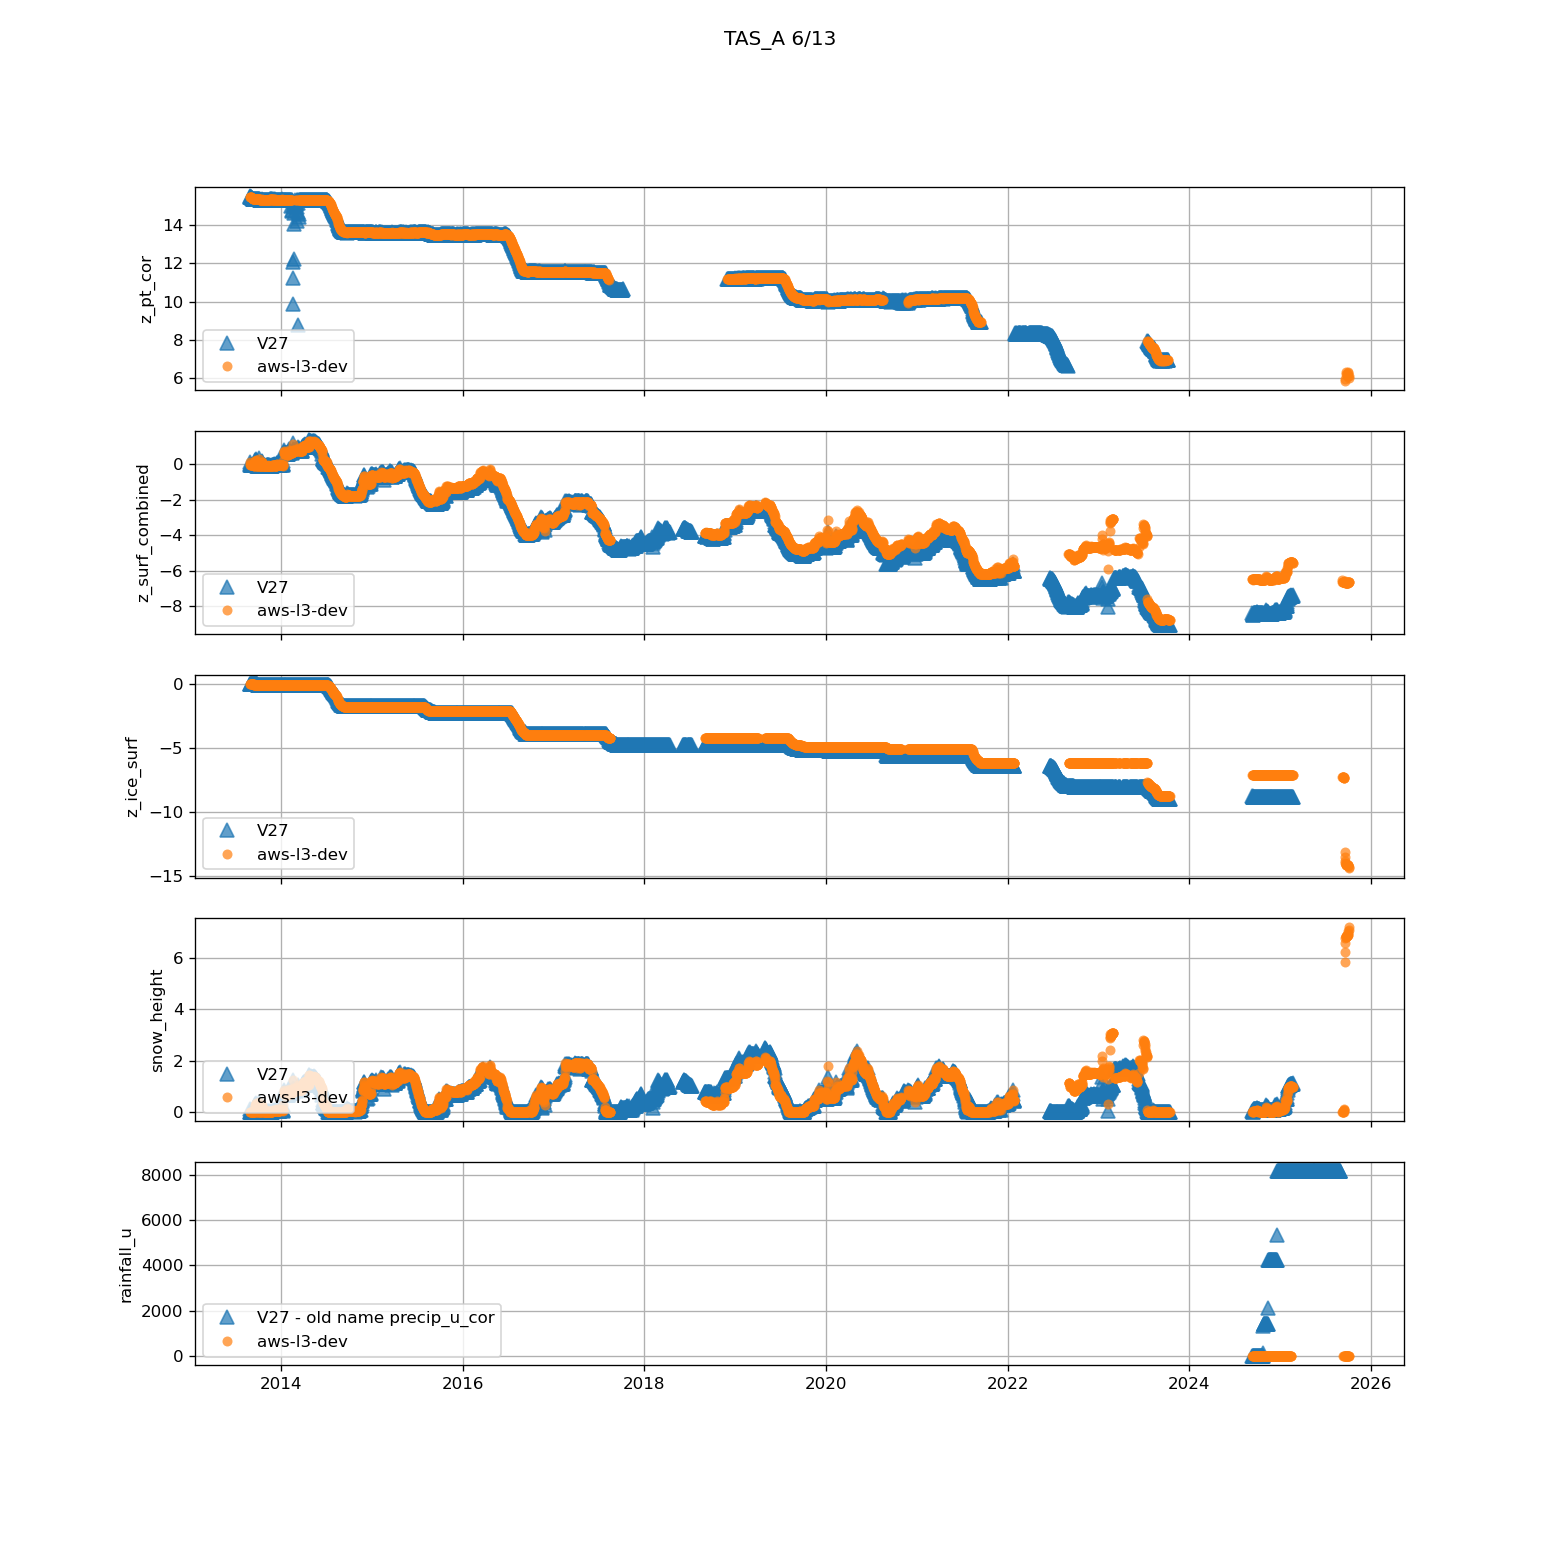 TAS_A 6/13
z_pt_cor
14
12
10
8
6
V27
aws-l3-dev
z_surf_combined
0
−2
−4
−6
−8
V27
aws-l3-dev
z_ice_surf
0
−5
−10
−15
V27
aws-l3-dev
snow_height
6
4
2
0
V27
aws-l3-dev
rainfall_u
8000
6000
4000
2000
0
V27 - old name precip_u_cor
aws-l3-dev
2014 2016 2018 2020 2022 2024 2026